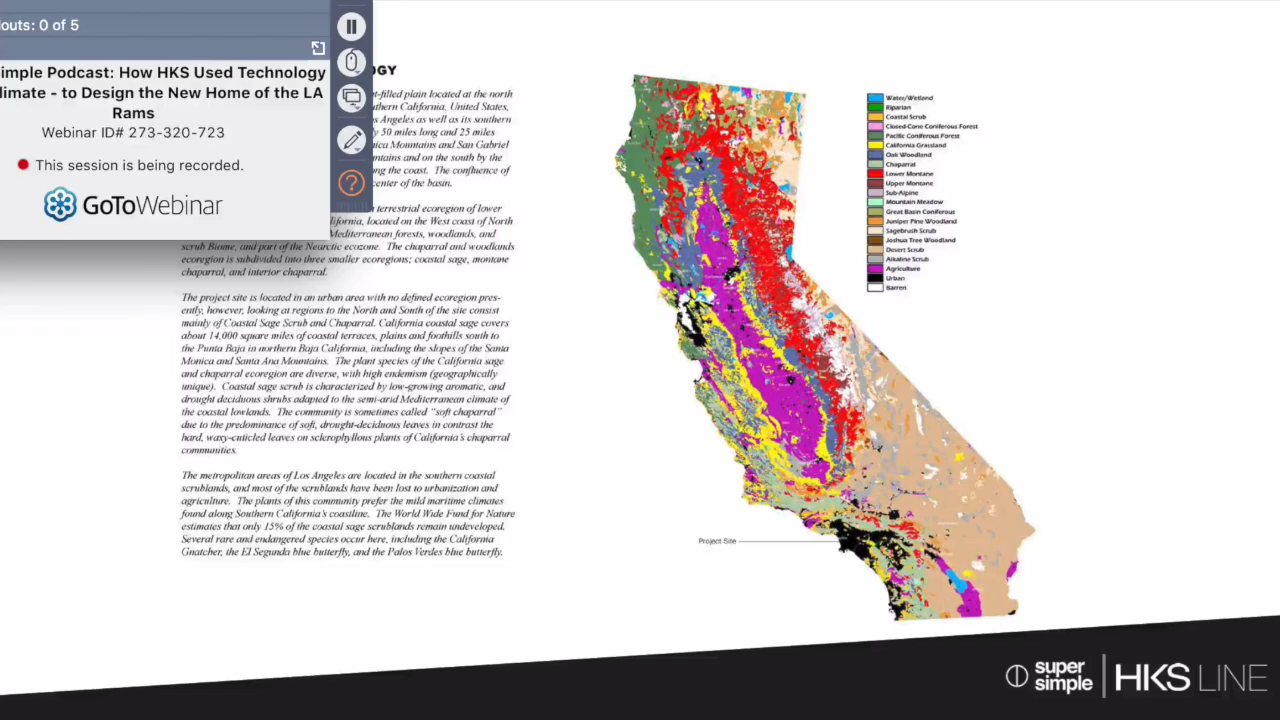 outs: 0 of 5
imple Podcast: How HKS Used Technology
limate - to Design the New Home of the LA
Rams
Webinar ID# 273-320-723
This session is being recorded.
GoToWebinar
OGY
t-filled plain located at the north
thern California, United States,
s Angeles as well as its southern
y 50 miles long and 25 miles
ica Mountains and San Gabriel
ntains and on the south by the
ng the coast. The confluence of
center of the basin.
terrestrial ecoregion of lower
lifornia, located on the West coast of North
Mediterranean forests, woodlands, and
scrub Biome, and part of the Nearctic ecozone. The chaparral and woodlands
ecoregion is subdivided into three smaller ecoregions; coastal sage, montane
chaparral, and interior chaparral.
The project site is located in an urban area with no defined ecoregion pres-
ently, however, looking at regions to the North and South of the site consist
mainly of Coastal Sage Scrub and Chaparral. California coastal sage covers
about 14,000 square miles of coastal terraces, plains and foothills south to
the Punta Baja in northern Baja California, including the slopes of the Santa
Monica and Santa Ana Mountains. The plant species of the California sage
and chaparral ecoregion are diverse, with high endemism (geographically
unique). Coastal sage scrub is characterized by low-growing aromatic, and
drought deciduous shrubs adapted to the semi-arid Mediterranean climate of
the coastal lowlands. The community is sometimes called "soft chaparral"
due to the predominance of soft, drought-deciduous leaves in contrast the
hard, waxy-cuticled leaves on sclerophyllous plants of California's chaparral
communities.
The metropolitan areas of Los Angeles are located in the southern coastal
scrublands, and most of the scrublands have been lost to urbanization and
agriculture. The plants of this community prefer the mild maritime climates
found along Southern California's coastline. The World Wide Fund for Nature
estimates that only 15% of the coastal sage scrublands remain undeveloped.
Several rare and endangered species occur here, including the California
Gnatcher, the El Segunda blue butterfly, and the Palos Verdes blue butterfly.
Project Site
Water/Wetland
Riparian
Coastal Scrub
Closed-Cone Coniferous Forest
Pacific Coniferous Forest
California Grassland
Oak Woodland
Chaparral
Lower Montane
Upper Montane
Sub-Alpine
Mountain Meadow
Great Basin Coniferous
Juniper Pine Woodland
Sagebrush Scrub
Joshua Tree Woodland
Desert Scrub
Alkaline Scrub
Agriculture
Urban
Barren
super
simple
HKS LINE